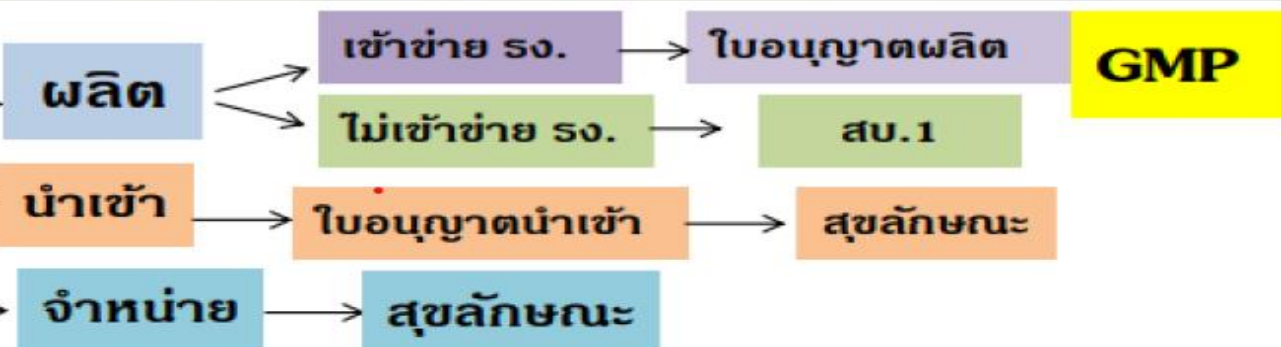 ผลิต
เข้าข่าย รง.
ใบอนุญาตผลิต
GMP
ไม่เข้าข่าย รง.
สบ.1
นำเข้า
ใบอนุญาตนำเข้า
สุขลักษณะ
จำหน่าย
สุขลักษณะ